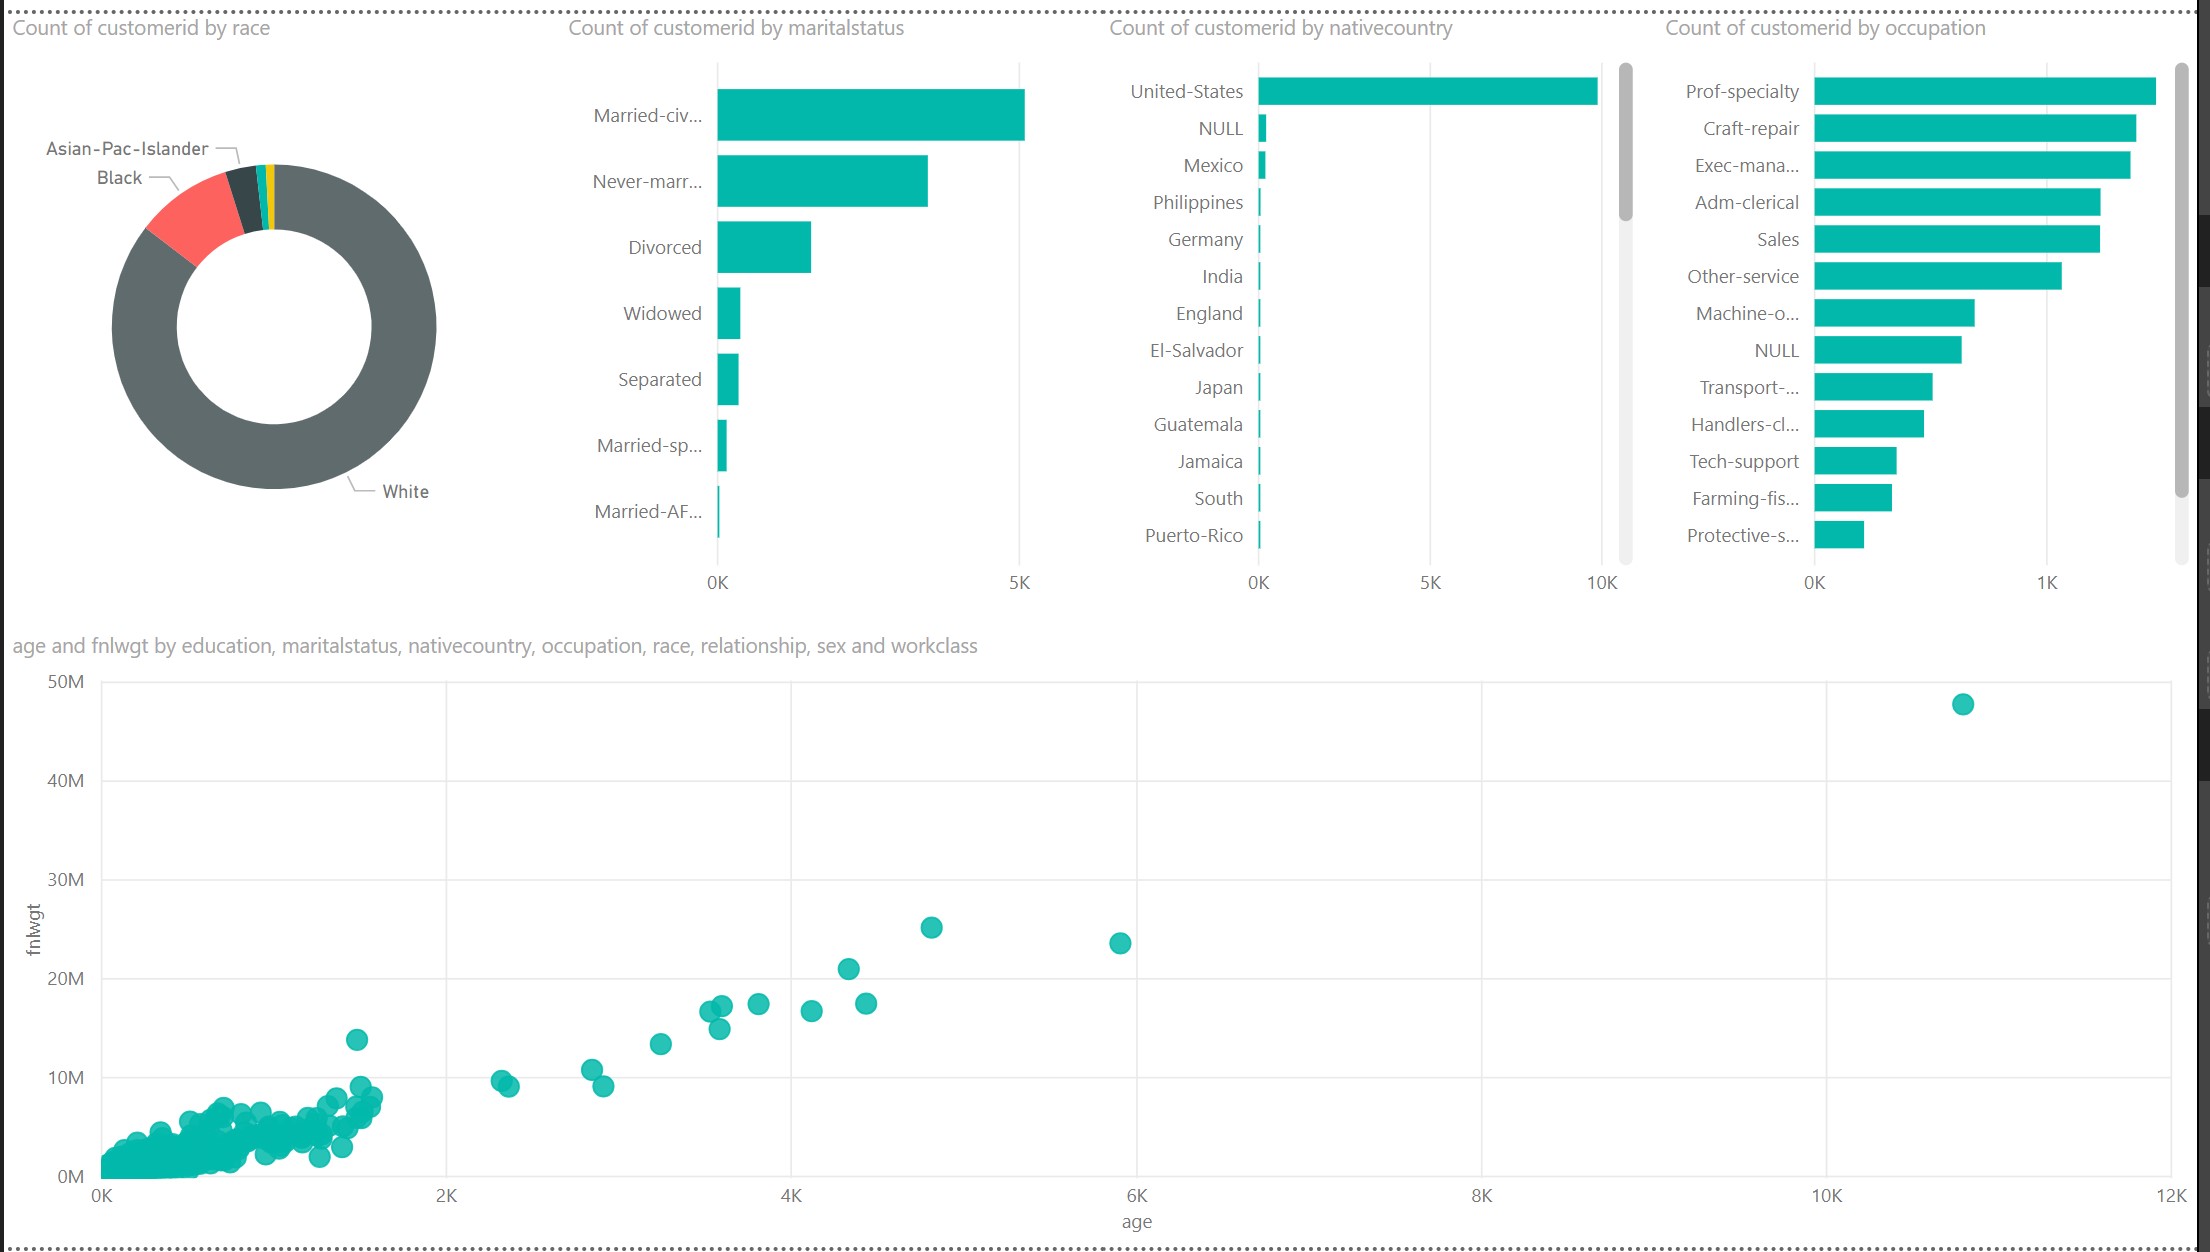 Count of customerid by race
Asian-Pac-Islander
Black
White
Count of customerid by maritalstatus
Married-civ...
Never-marr...
Divorced
Widowed
Separated
Married-sp...
Married-AF...
0K 5K
Count of customerid by nativecountry
United-States
NULL
Mexico
Philippines
Germany
India
England
El-Salvador
Japan
Guatemala
Jamaica
South
Puerto-Rico
0K 5K 10K
Count of customerid by occupation
Prof-specialty
Craft-repair
Exec-mana...
Adm-clerical
Sales
Other-service
Machine-o...
NULL
Transport-...
Handlers-cl...
Tech-support
Farming-fis...
Protective-s...
0K 1K
age and fnlwgt by education, maritalstatus, nativecountry, occupation, race, relationship, sex and workclass
50M
40M
30M
fnlwgt
20M
10M
0M
0K 2K 4K 6K 8K 10K 12K
age